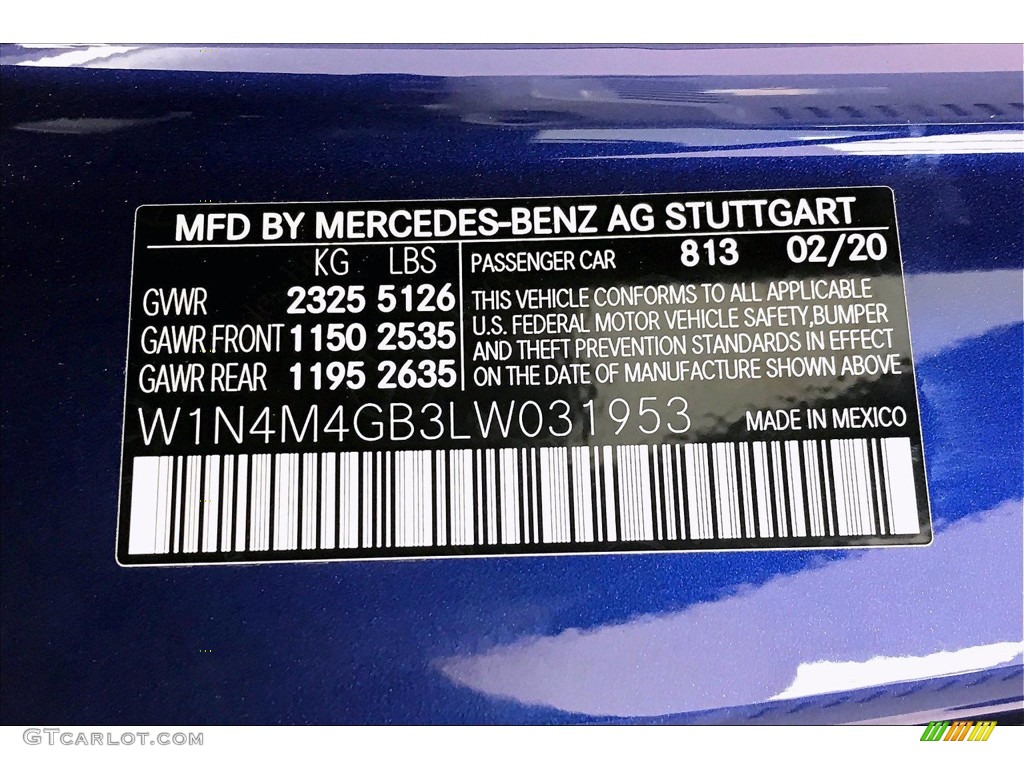 MFD BY MERCEDES-BENZ AG STUTTGART
KG LBS
GVWR 2325 5126
GAWR FRONT 1150 2535
GAWR REAR 1195 2635
PASSENGER CAR 813 02/20
THIS VEHICLE CONFORMS TO ALL APPLICABLE
U.S. FEDERAL MOTOR VEHICLE SAFETY,BUMPER
AND THEFT PREVENTION STANDARDS IN EFFECT
ON THE DATE OF MANUFACTURE SHOWN ABOVE
W1N4M4GB3LW031953 MADE IN MEXICO
GTCARLOT.COM